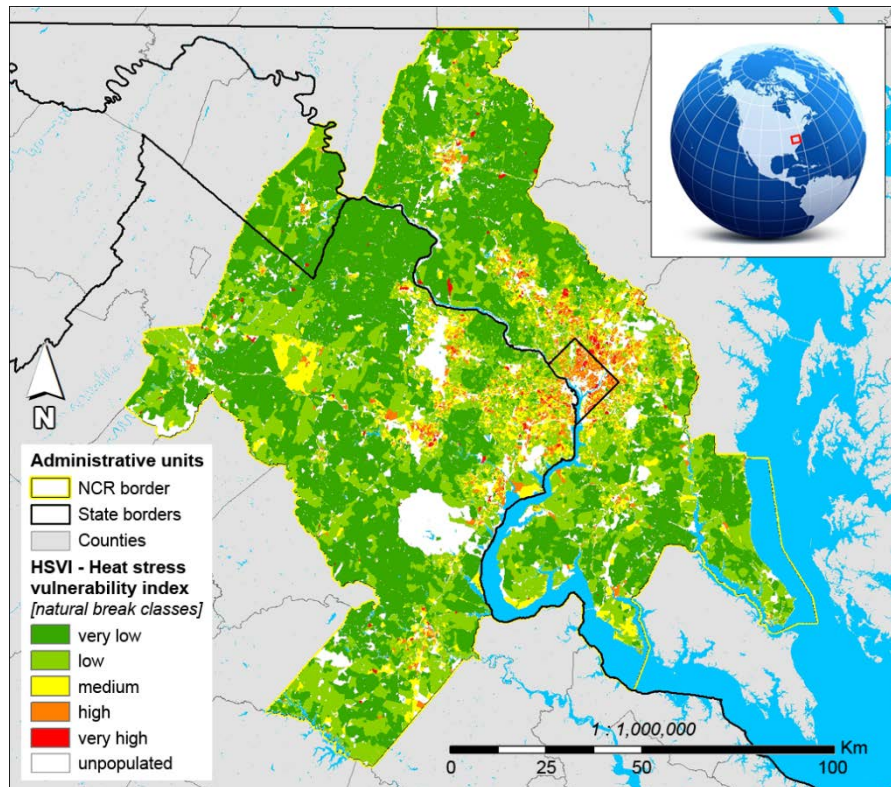 N
Administrative units
NCR border
State borders
Counties
HSVI - Heat stress
vulnerability index
[natural break classes]
very low
low
medium
high
very high
unpopulated
1 : 1,000,000
Km
0
25
50
100